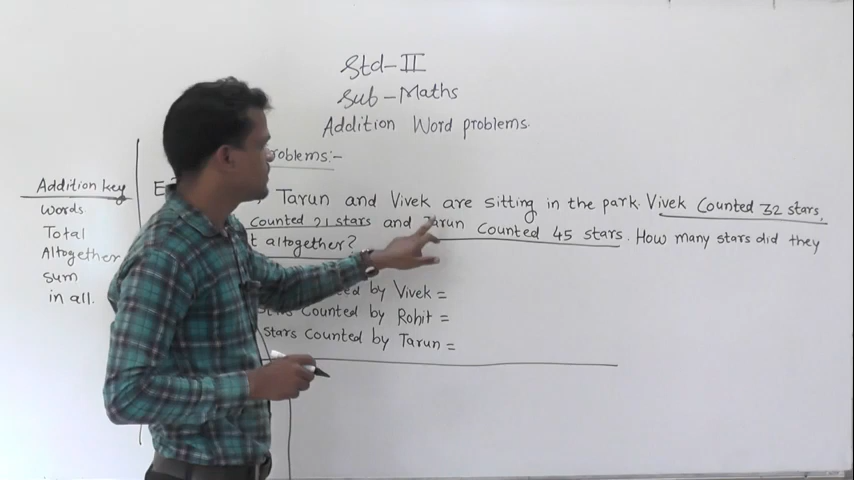 Std-II
Sub-Maths
Addition Word problems.
roblems:-
Addition key
words
Total
Altogether
sum
in all.
E
, Tarun and Vivek are sitting in the park. Vivek Counted 32 stars,
Counted 21 stars and Tarun Counted 45 stars. How many stars did they
t altogether?
by Vivek =
Counted by Rohit =
stars Counted by Tarun =